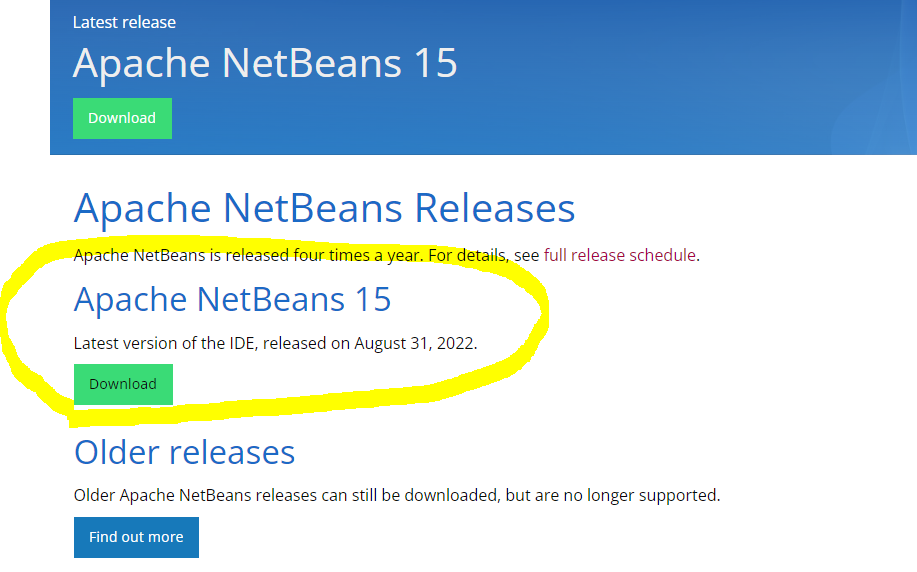 Latest release
Apache NetBeans 15
Download
Apache NetBeans Releases
Apache NetBeans is released four times a year. For details, see full release schedule.
Apache NetBeans 15
Latest version of the IDE, released on August 31, 2022.
Download
Older releases
Older Apache NetBeans releases can still be downloaded, but are no longer supported.
Find out more